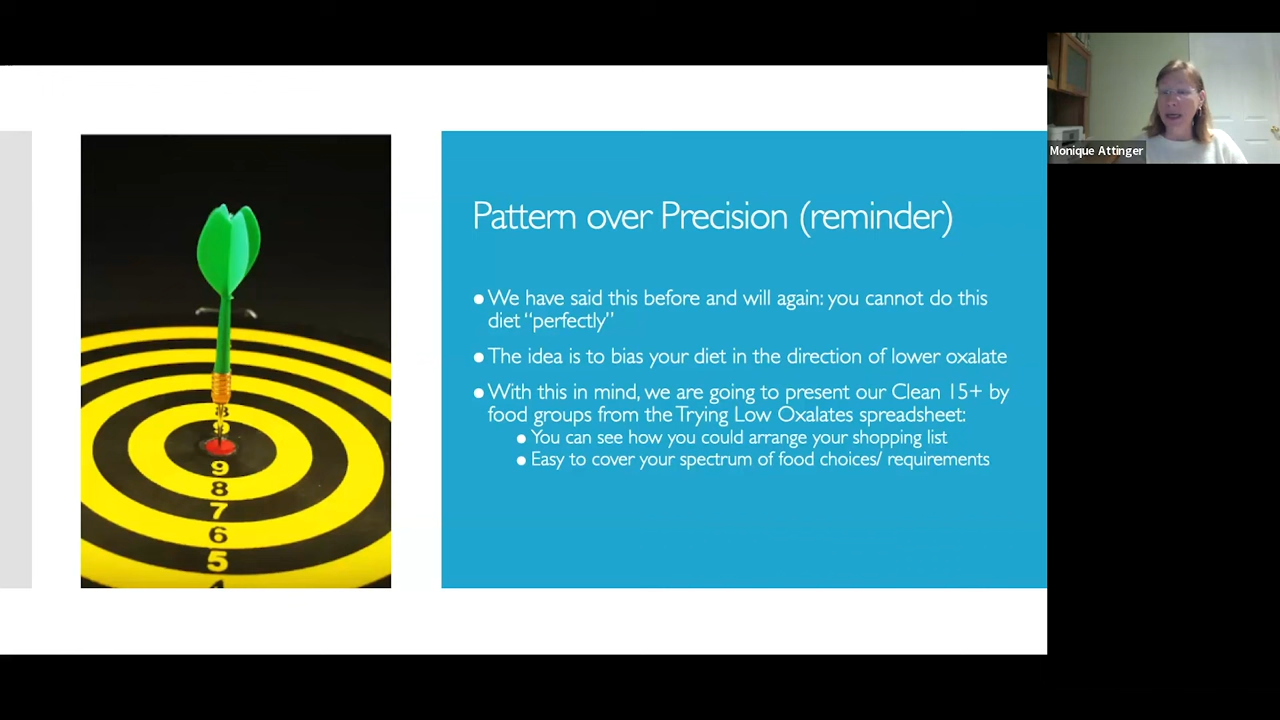 Pattern over Precision (reminder)
● We have said this before and will again: you cannot do this
diet “perfectly”
● The idea is to bias your diet in the direction of lower oxalate
● With this in mind, we are going to present our Clean 15+ by
food groups from the Trying Low Oxalates spreadsheet:
● You can see how you could arrange your shopping list
● Easy to cover your spectrum of food choices/ requirements
Monique Attinger
8
9
9
8
7
6
5